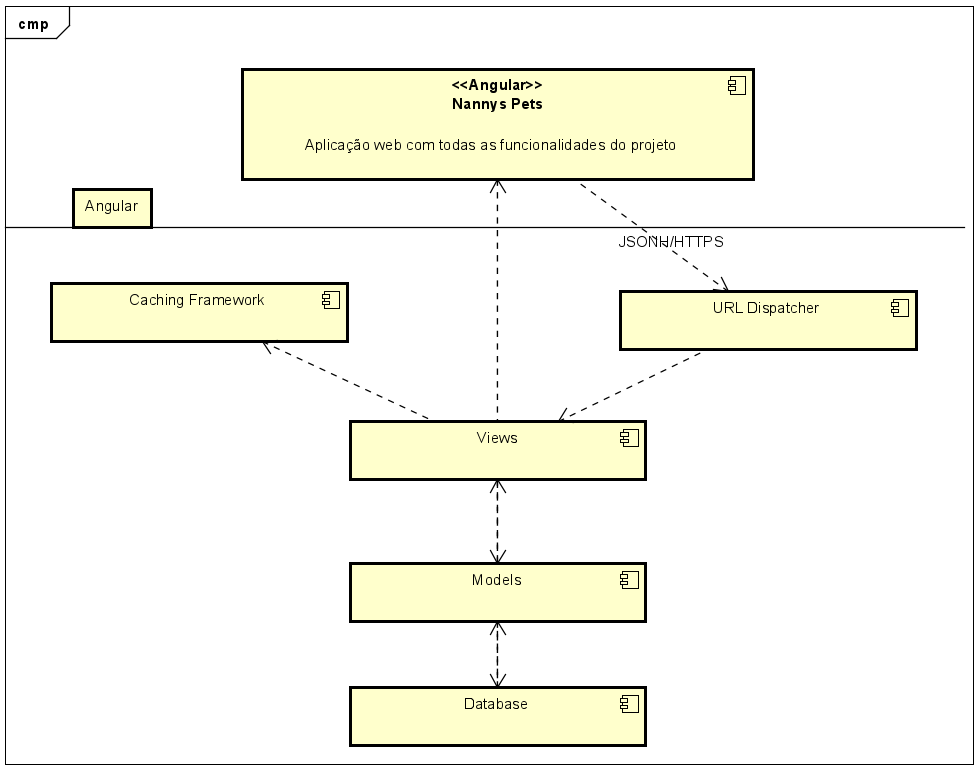 cmp
<<Angular>>
Nannys Pets
Aplicação web com todas as funcionalidades do projeto
Angular
JSONH/HTTPS
Caching Framework
URL Dispatcher
Views
Models
Database